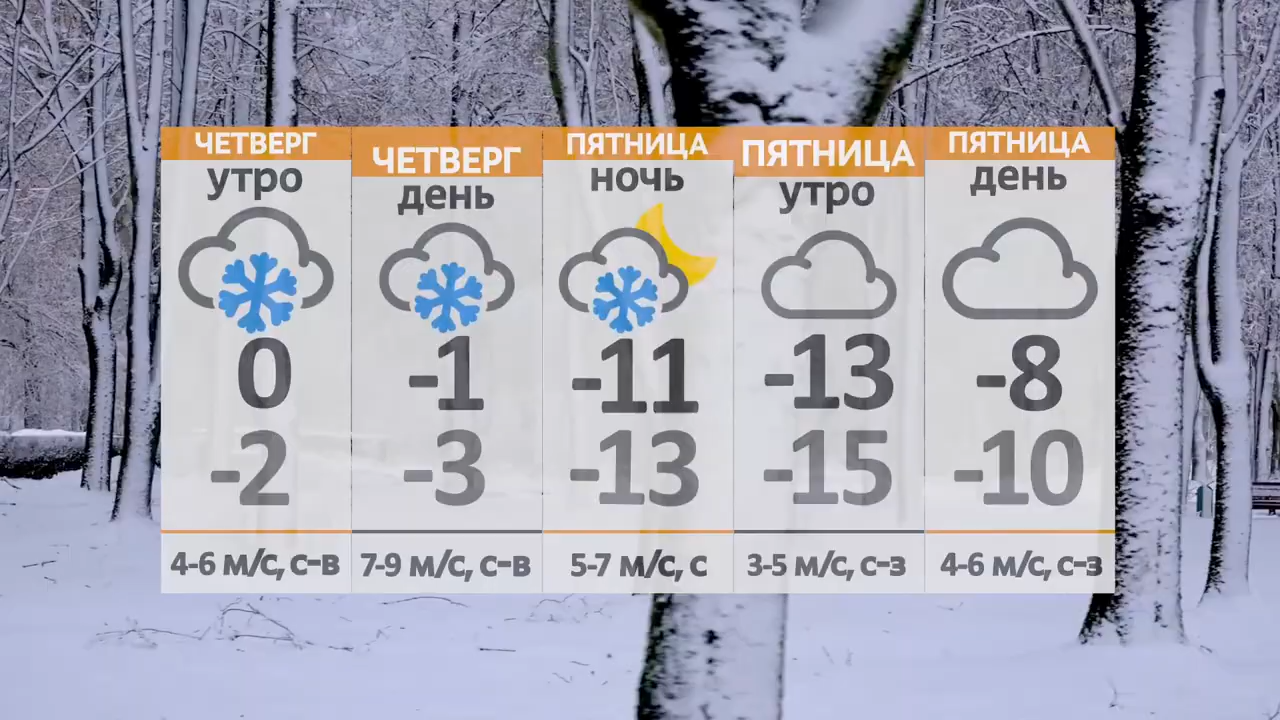 ЧЕТВЕРГ
утро
0
-2
4-6 м/с, с-в
ЧЕТВЕРГ
день
-1
-3
7-9 м/с, с-в
ПЯТНИЦА
ночь
-11
-13
5-7 м/с, с
ПЯТНИЦА
утро
-13
-15
3-5 м/с, с-з
ПЯТНИЦА
день
-8
-10
4-6 м/с, с-з